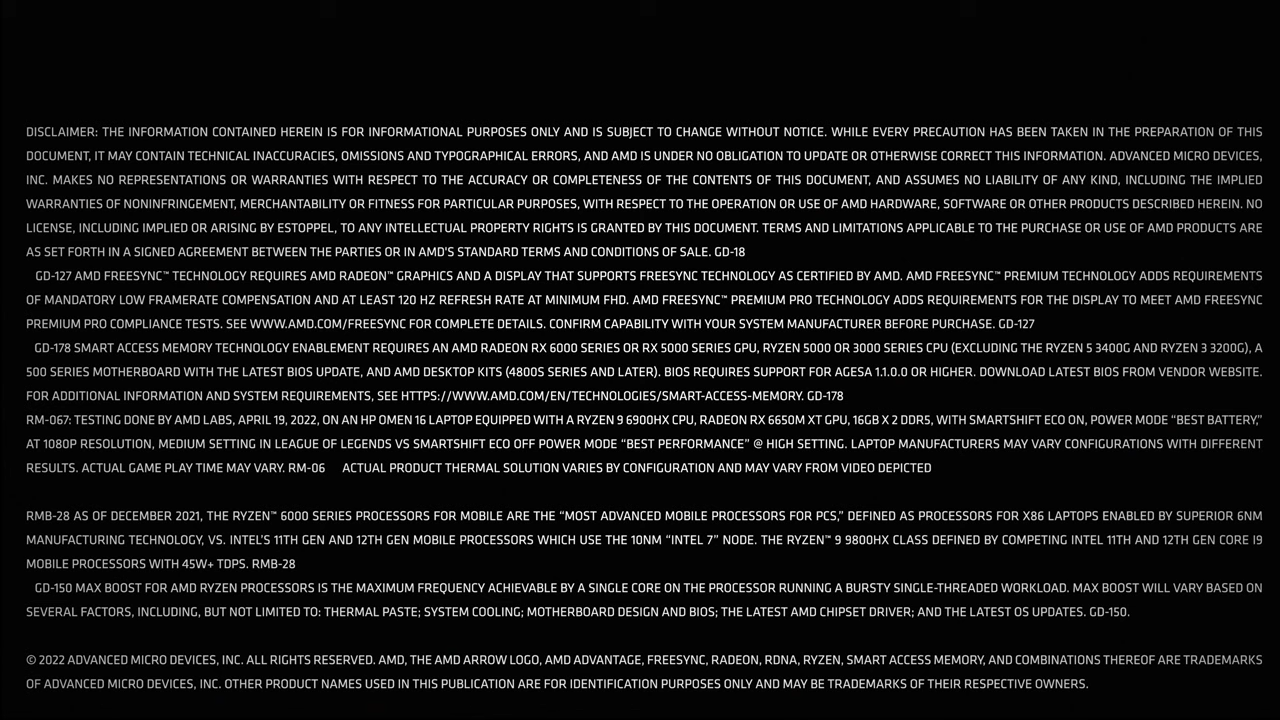 DISCLAIMER: THE INFORMATION CONTAINED HEREIN IS FOR INFORMATIONAL PURPOSES ONLY AND IS SUBJECT TO CHANGE WITHOUT NOTICE. WHILE EVERY PRECAUTION HAS BEEN TAKEN IN THE PREPARATION OF THIS
DOCUMENT, IT MAY CONTAIN TECHNICAL INACCURACIES, OMISSIONS AND TYPOGRAPHICAL ERRORS, AND AMD IS UNDER NO OBLIGATION TO UPDATE OR OTHERWISE CORRECT THIS INFORMATION. ADVANCED MICRO DEVICES,
INC. MAKES NO REPRESENTATIONS OR WARRANTIES WITH RESPECT TO THE ACCURACY OR COMPLETENESS OF THE CONTENTS OF THIS DOCUMENT, AND ASSUMES NO LIABILITY OF ANY KIND, INCLUDING THE IMPLIED
WARRANTIES OF NONINFRINGEMENT, MERCHANTABILITY OR FITNESS FOR PARTICULAR PURPOSES, WITH RESPECT TO THE OPERATION OR USE OF AMD HARDWARE, SOFTWARE OR OTHER PRODUCTS DESCRIBED HEREIN. NO
LICENSE, INCLUDING IMPLIED OR ARISING BY ESTOPPEL, TO ANY INTELLECTUAL PROPERTY RIGHTS IS GRANTED BY THIS DOCUMENT. TERMS AND LIMITATIONS APPLICABLE TO THE PURCHASE OR USE OF AMD PRODUCTS ARE
AS SET FORTH IN A SIGNED AGREEMENT BETWEEN THE PARTIES OR IN AMD'S STANDARD TERMS AND CONDITIONS OF SALE. GD-18
GD-127 AMD FREESYNC™ TECHNOLOGY REQUIRES AMD RADEON™ GRAPHICS AND A DISPLAY THAT SUPPORTS FREESYNC TECHNOLOGY AS CERTIFIED BY AMD. AMD FREESYNC™ PREMIUM TECHNOLOGY ADDS REQUIREMENTS
OF MANDATORY LOW FRAMERATE COMPENSATION AND AT LEAST 120 HZ REFRESH RATE AT MINIMUM FHD. AMD FREESYNC™ PREMIUM PRO TECHNOLOGY ADDS REQUIREMENTS FOR THE DISPLAY TO MEET AMD FREESYNC
PREMIUM PRO COMPLIANCE TESTS. SEE WWW.AMD.COM/FREESYNC FOR COMPLETE DETAILS. CONFIRM CAPABILITY WITH YOUR SYSTEM MANUFACTURER BEFORE PURCHASE. GD-127
GD-178 SMART ACCESS MEMORY TECHNOLOGY ENABLEMENT REQUIRES AN AMD RADEON RX 6000 SERIES OR RX 5000 SERIES GPU, RYZEN 5000 OR 3000 SERIES CPU (EXCLUDING THE RYZEN 5 3400G AND RYZEN 3 3200G), A
500 SERIES MOTHERBOARD WITH THE LATEST BIOS UPDATE, AND AMD DESKTOP KITS (4800S SERIES AND LATER). BIOS REQUIRES SUPPORT FOR AGESA 1.1.0.0 OR HIGHER. DOWNLOAD LATEST BIOS FROM VENDOR WEBSITE.
FOR ADDITIONAL INFORMATION AND SYSTEM REQUIREMENTS, SEE HTTPS://WWW.AMD.COM/EN/TECHNOLOGIES/SMART-ACCESS-MEMORY. GD-178
RM-067: TESTING DONE BY AMD LABS, APRIL 19, 2022, ON AN HP OMEN 16 LAPTOP EQUIPPED WITH A RYZEN 9 6900HX CPU, RADEON RX 6650M XT GPU, 16GB X 2 DDR5, WITH SMARTSHIFT ECO ON, POWER MODE “BEST BATTERY,”
AT 1080P RESOLUTION, MEDIUM SETTING IN LEAGUE OF LEGENDS VS SMARTSHIFT ECO OFF POWER MODE “BEST PERFORMANCE” @ HIGH SETTING. LAPTOP MANUFACTURERS MAY VARY CONFIGURATIONS WITH DIFFERENT
RESULTS. ACTUAL GAME PLAY TIME MAY VARY. RM-06 ACTUAL PRODUCT THERMAL SOLUTION VARIES BY CONFIGURATION AND MAY VARY FROM VIDEO DEPICTED
RMB-28 AS OF DECEMBER 2021, THE RYZEN™ 6000 SERIES PROCESSORS FOR MOBILE ARE THE “MOST ADVANCED MOBILE PROCESSORS FOR PCS,” DEFINED AS PROCESSORS FOR X86 LAPTOPS ENABLED BY SUPERIOR 6NM
MANUFACTURING TECHNOLOGY, VS. INTEL'S 11TH GEN AND 12TH GEN MOBILE PROCESSORS WHICH USE THE 10NM “INTEL 7” NODE. THE RYZEN™ 9 9800HX CLASS DEFINED BY COMPETING INTEL 11TH AND 12TH GEN CORE I9
MOBILE PROCESSORS WITH 45W+ TDPS. RMB-28
GD-150 MAX BOOST FOR AMD RYZEN PROCESSORS IS THE MAXIMUM FREQUENCY ACHIEVABLE BY A SINGLE CORE ON THE PROCESSOR RUNNING A BURSTY SINGLE-THREADED WORKLOAD. MAX BOOST WILL VARY BASED ON
SEVERAL FACTORS, INCLUDING, BUT NOT LIMITED TO: THERMAL PASTE; SYSTEM COOLING; MOTHERBOARD DESIGN AND BIOS; THE LATEST AMD CHIPSET DRIVER; AND THE LATEST OS UPDATES. GD-150.
© 2022 ADVANCED MICRO DEVICES, INC. ALL RIGHTS RESERVED. AMD, THE AMD ARROW LOGO, AMD ADVANTAGE, FREESYNC, RADEON, RDNA, RYZEN, SMART ACCESS MEMORY, AND COMBINATIONS THEREOF ARE TRADEMARKS
OF ADVANCED MICRO DEVICES, INC. OTHER PRODUCT NAMES USED IN THIS PUBLICATION ARE FOR IDENTIFICATION PURPOSES ONLY AND MAY BE TRADEMARKS OF THEIR RESPECTIVE OWNERS.